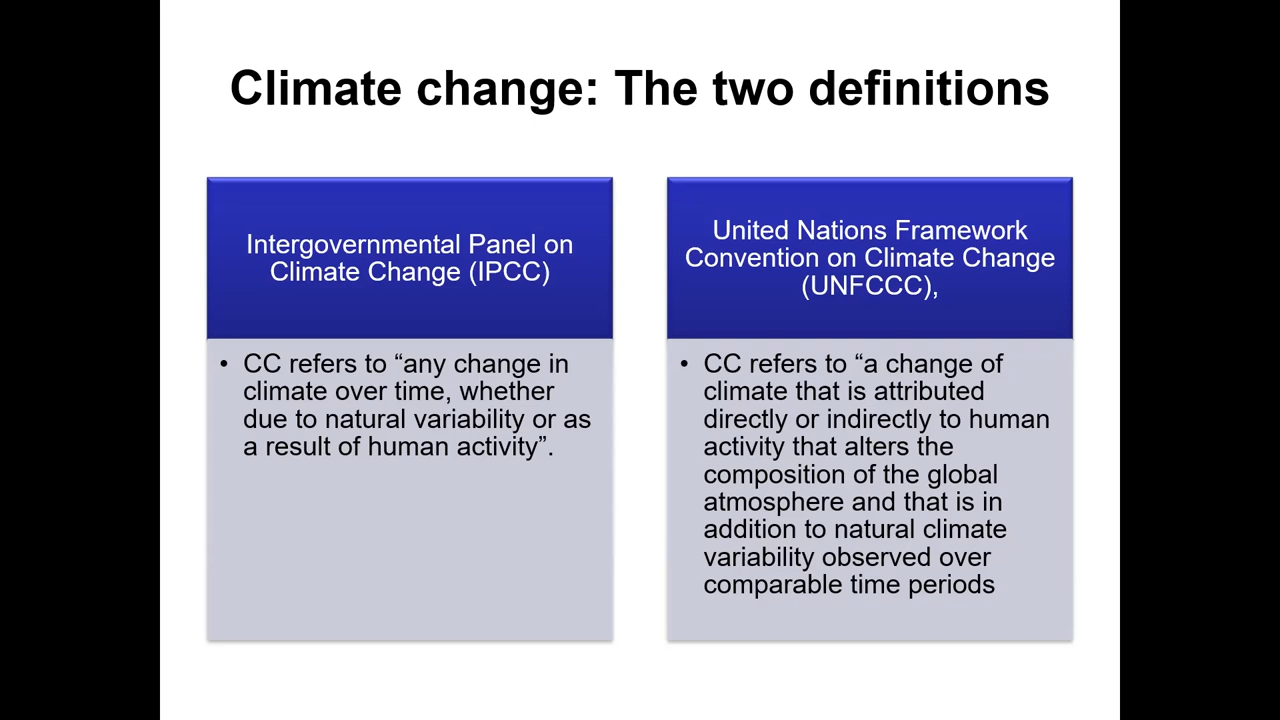 Climate change: The two definitions
Intergovernmental Panel on
Climate Change (IPCC)
• CC refers to “any change in
climate over time, whether
due to natural variability or as
a result of human activity”.
United Nations Framework
Convention on Climate Change
(UNFCCC),
• CC refers to “a change of
climate that is attributed
directly or indirectly to human
activity that alters the
composition of the global
atmosphere and that is in
addition to natural climate
variability observed over
comparable time periods